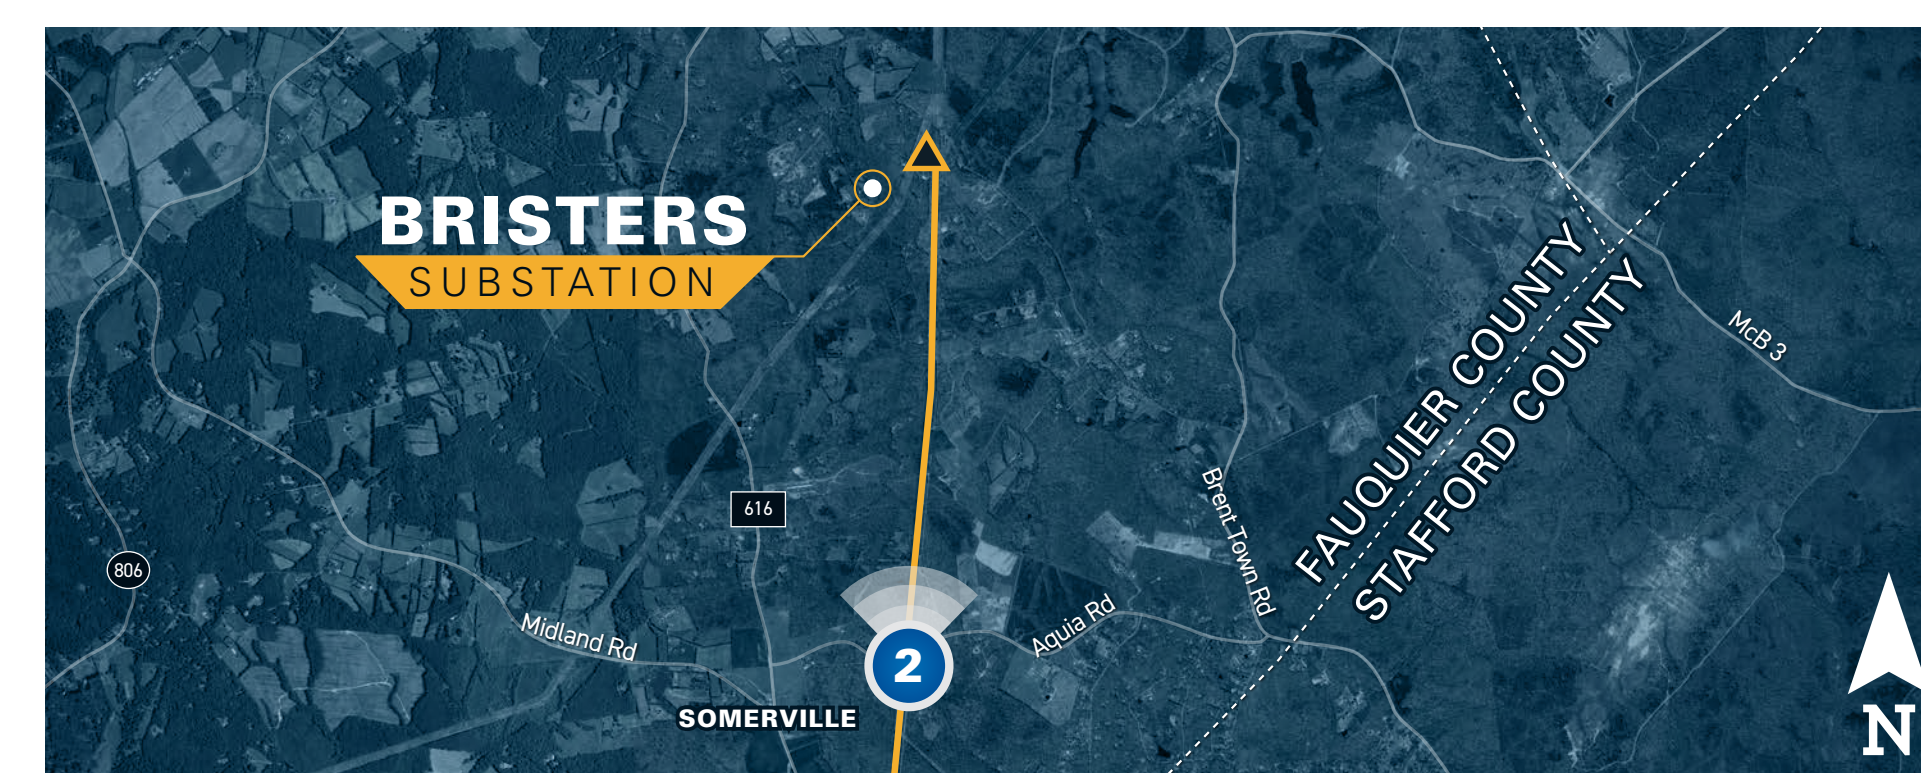 BRISTERS
SUBSTATION
FAUQUIER COUNTY
STAFFORD COUNTY
McB 3
616
Brent Town Rd
806
Midland Rd
Aquia Rd
2
SOMERVILLE
N